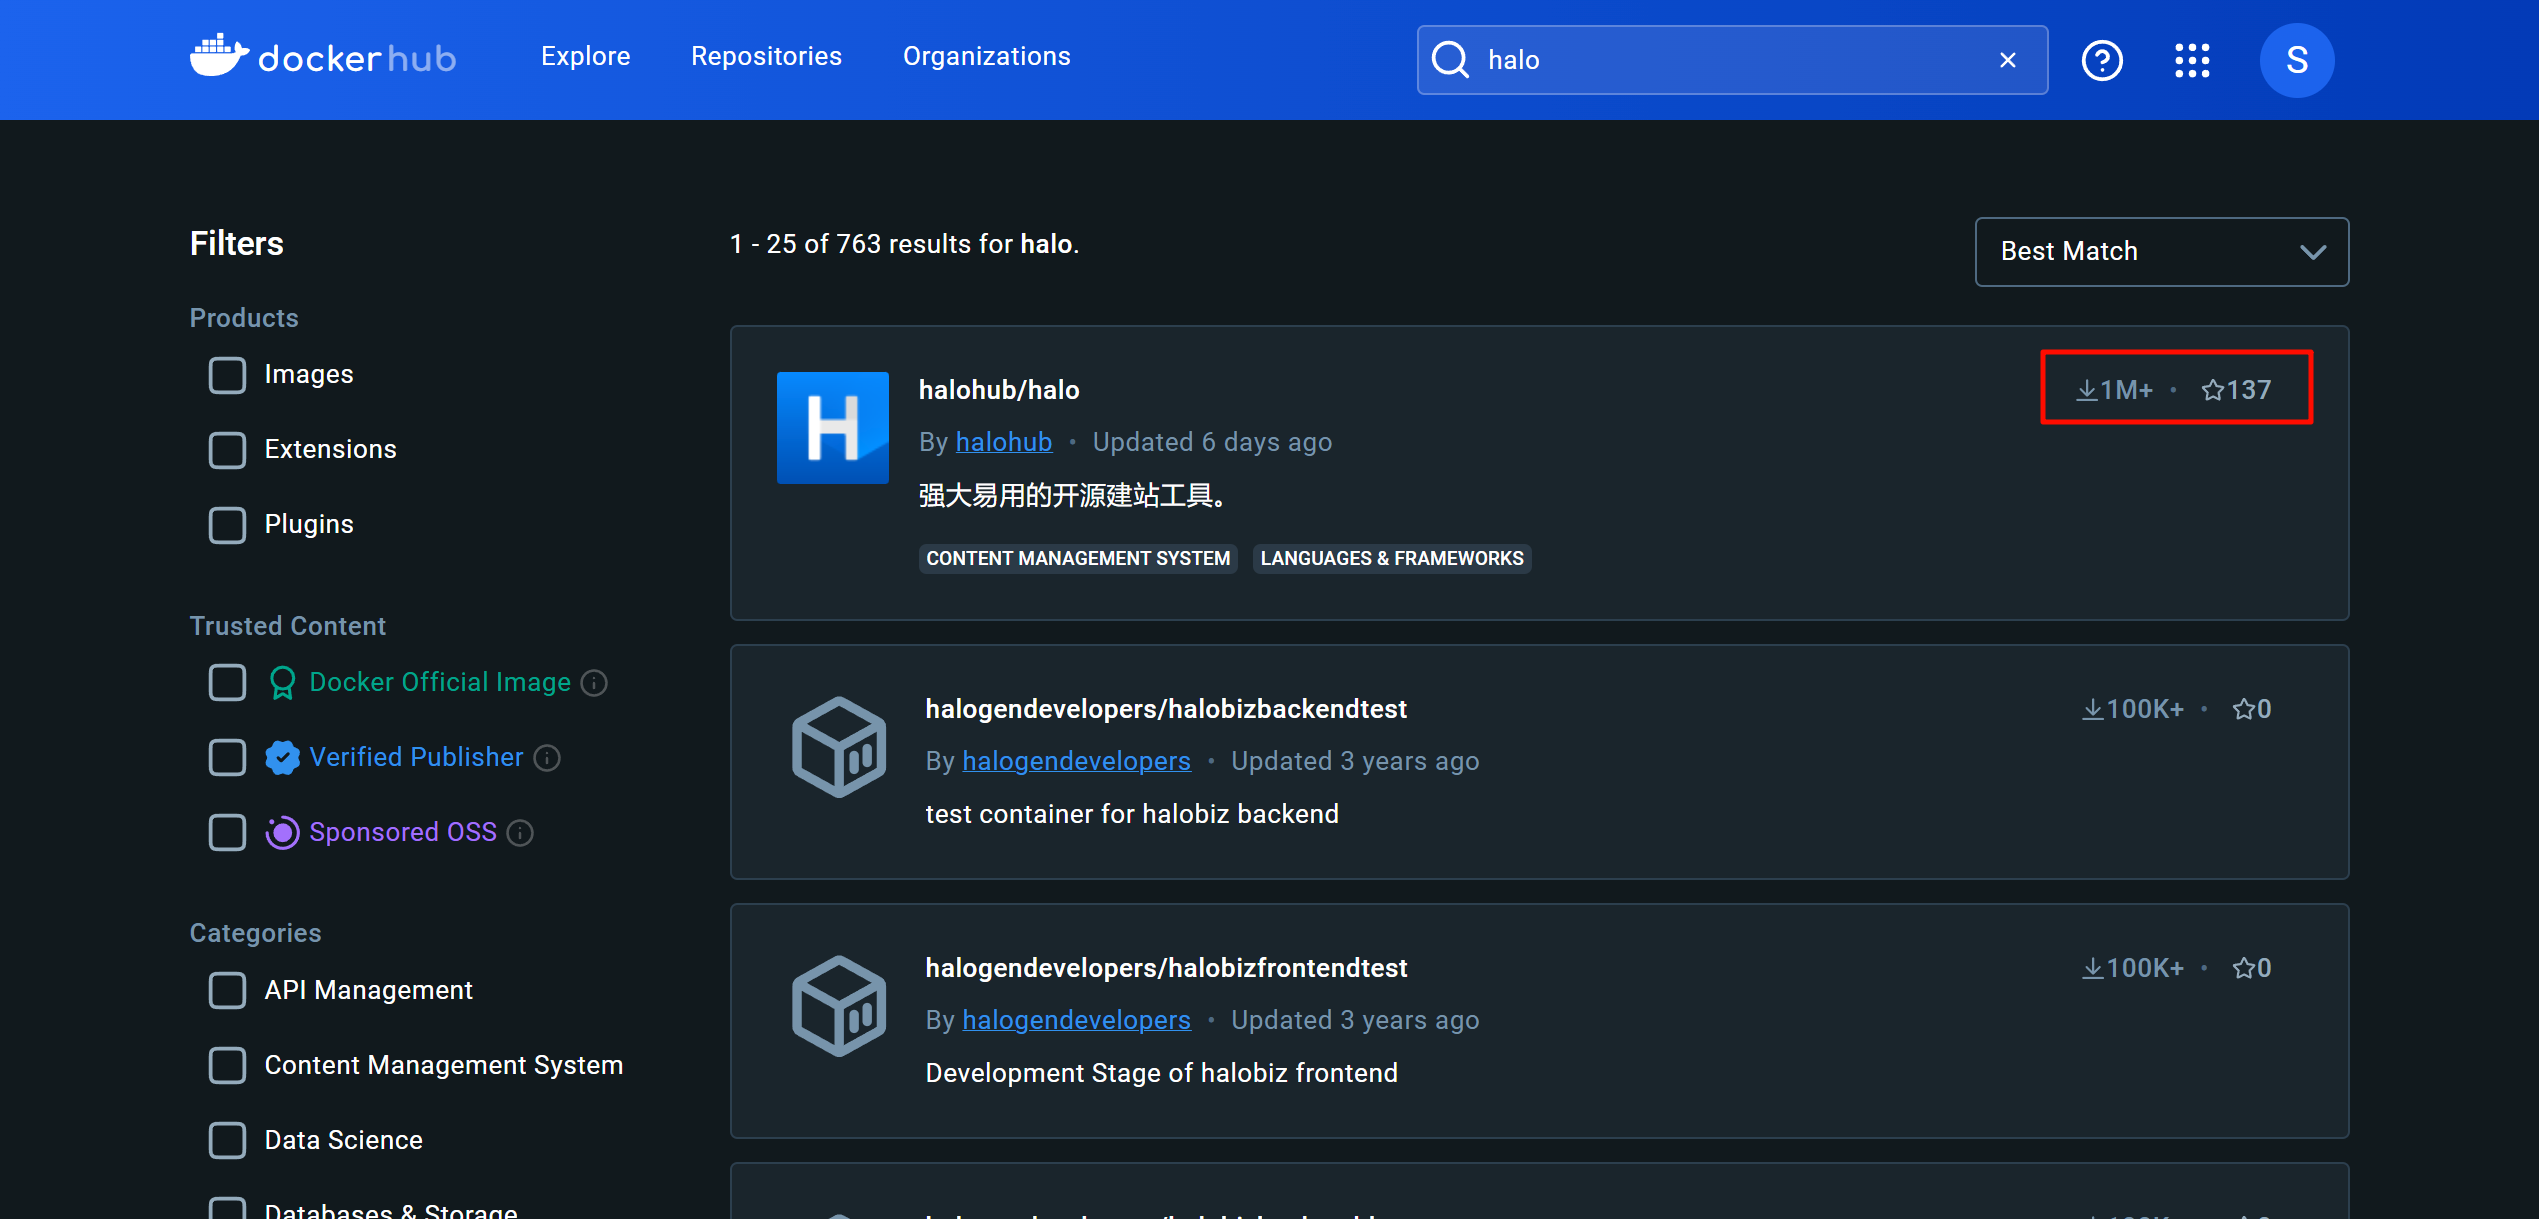 dockerhub
Explore
Repositories
Organizations
halo
S
Filters
1 - 25 of 763 results for halo.
Best Match
Products
Images
Extensions
Plugins
Trusted Content
Docker Official Image
Verified Publisher
Sponsored OSS
Categories
API Management
Content Management System
Data Science
Databases & Storage
H
halohub/halo
1M+ • 137
By halohub • Updated 6 days ago
强大易用的开源建站工具。
CONTENT MANAGEMENT SYSTEM
LANGUAGES & FRAMEWORKS
halogendevelopers/halobizbackendtest
100K+ • 0
By halogendevelopers • Updated 3 years ago
test container for halobiz backend
halogendevelopers/halobizfrontendtest
100K+ • 0
By halogendevelopers • Updated 3 years ago
Development Stage of halobiz frontend